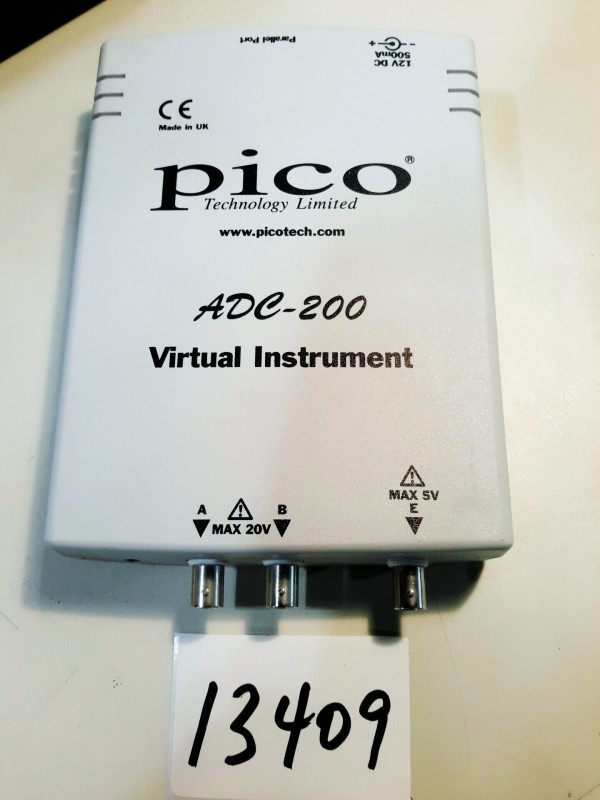 Parallel Port
12V DC
500mA
- +
CE
Made in UK
pico®
Technology Limited
www.picotech.com
ADC-200
Virtual Instrument
MAX 5V
E
A B
MAX 20V
13409